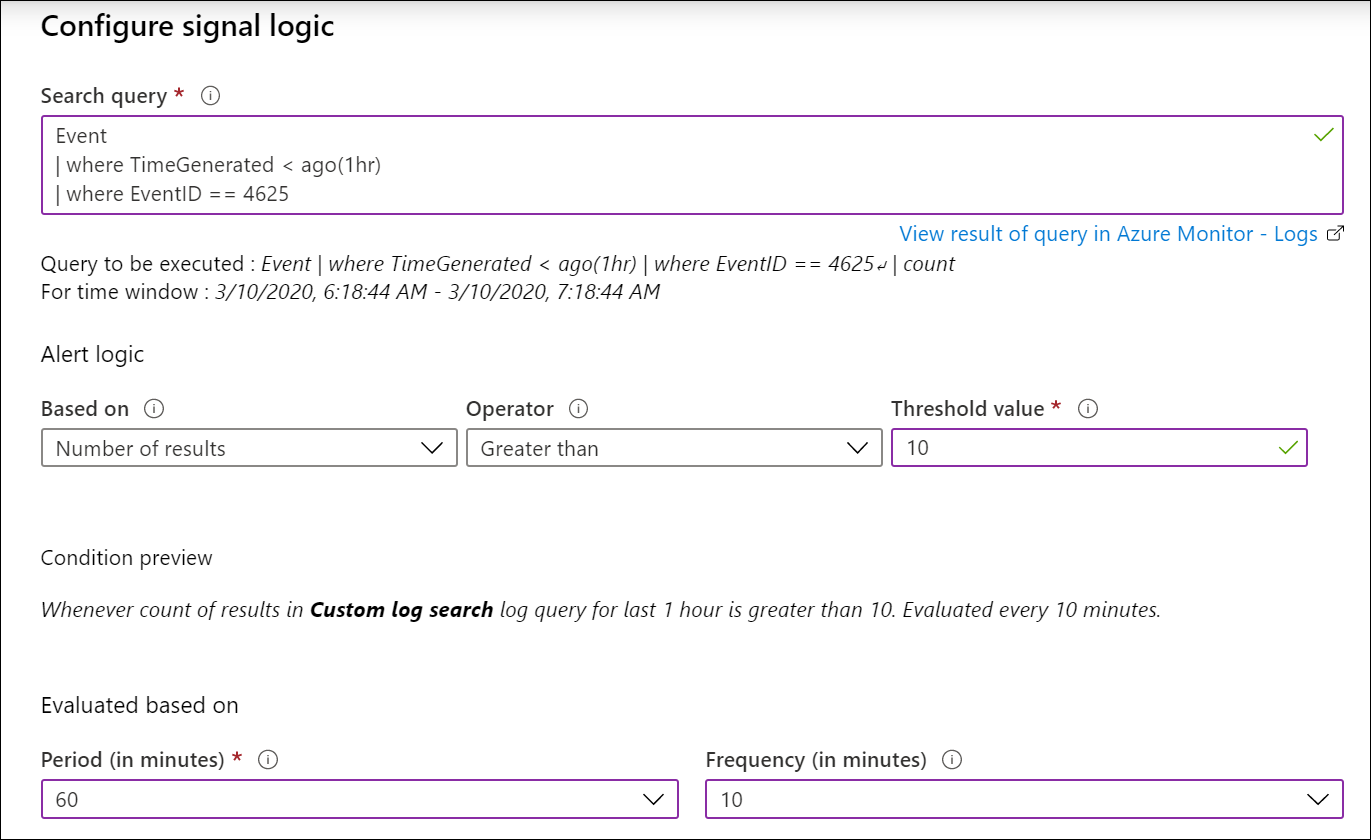 Configure signal logic
Search query *
Event
| where TimeGenerated < ago(1hr)
| where EventID == 4625
View result of query in Azure Monitor - Logs
Query to be executed : Event | where TimeGenerated < ago(1hr) | where EventID == 4625↲ | count
For time window : 3/10/2020, 6:18:44 AM - 3/10/2020, 7:18:44 AM
Alert logic
Based on Operator Threshold value *
Number of results Greater than 10
Condition preview
Whenever count of results in Custom log search log query for last 1 hour is greater than 10. Evaluated every 10 minutes.
Evaluated based on
Period (in minutes) * Frequency (in minutes)
60 10